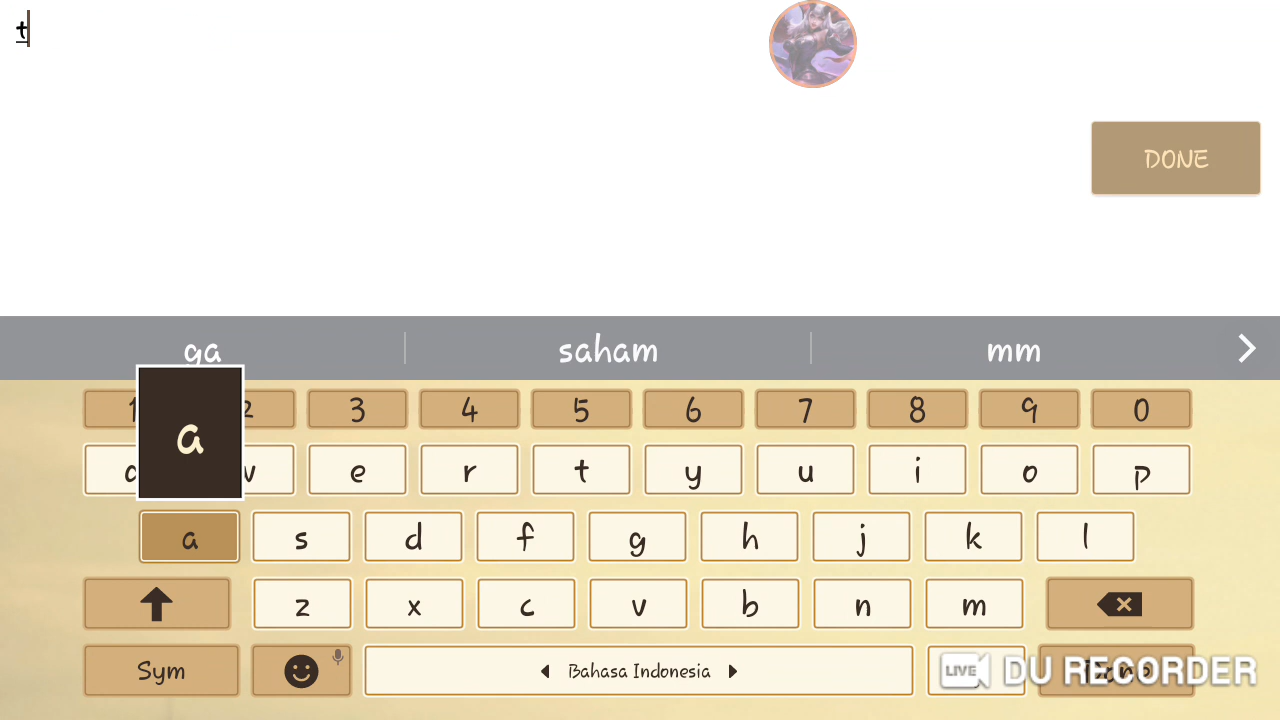 t
DONE
ga saham mm
a
1 2 3 4 5 6 7 8 9 0
w e r t y u i o p
a s d f g h j k l
z x c v b n m
Sym Bahasa Indonesia Done
LIVE DU RECORDER